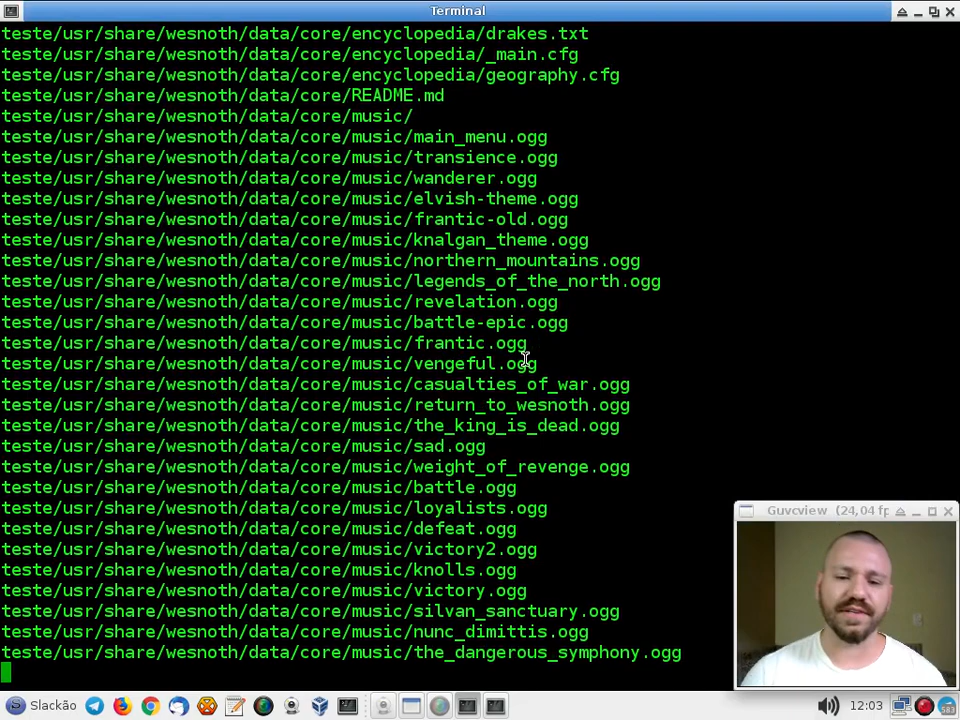 Terminal
teste/usr/share/wesnoth/data/core/encyclopedia/drakes.txt
teste/usr/share/wesnoth/data/core/encyclopedia/_main.cfg
teste/usr/share/wesnoth/data/core/encyclopedia/geography.cfg
teste/usr/share/wesnoth/data/core/README.md
teste/usr/share/wesnoth/data/core/music/
teste/usr/share/wesnoth/data/core/music/main_menu.ogg
teste/usr/share/wesnoth/data/core/music/transience.ogg
teste/usr/share/wesnoth/data/core/music/wanderer.ogg
teste/usr/share/wesnoth/data/core/music/elvish-theme.ogg
teste/usr/share/wesnoth/data/core/music/frantic-old.ogg
teste/usr/share/wesnoth/data/core/music/knalgan_theme.ogg
teste/usr/share/wesnoth/data/core/music/northern_mountains.ogg
teste/usr/share/wesnoth/data/core/music/legends_of_the_north.ogg
teste/usr/share/wesnoth/data/core/music/revelation.ogg
teste/usr/share/wesnoth/data/core/music/battle-epic.ogg
teste/usr/share/wesnoth/data/core/music/frantic.ogg
teste/usr/share/wesnoth/data/core/music/vengeful.ogg
teste/usr/share/wesnoth/data/core/music/casualties_of_war.ogg
teste/usr/share/wesnoth/data/core/music/return_to_wesnoth.ogg
teste/usr/share/wesnoth/data/core/music/the_king_is_dead.ogg
teste/usr/share/wesnoth/data/core/music/sad.ogg
teste/usr/share/wesnoth/data/core/music/weight_of_revenge.ogg
teste/usr/share/wesnoth/data/core/music/battle.ogg
teste/usr/share/wesnoth/data/core/music/loyalists.ogg
teste/usr/share/wesnoth/data/core/music/defeat.ogg
teste/usr/share/wesnoth/data/core/music/victory2.ogg
teste/usr/share/wesnoth/data/core/music/knolls.ogg
teste/usr/share/wesnoth/data/core/music/victory.ogg
teste/usr/share/wesnoth/data/core/music/silvan_sanctuary.ogg
teste/usr/share/wesnoth/data/core/music/nunc_dimittis.ogg
teste/usr/share/wesnoth/data/core/music/the_dangerous_symphony.ogg
Guvcview (24,04 fp
Slackão
12:03
583